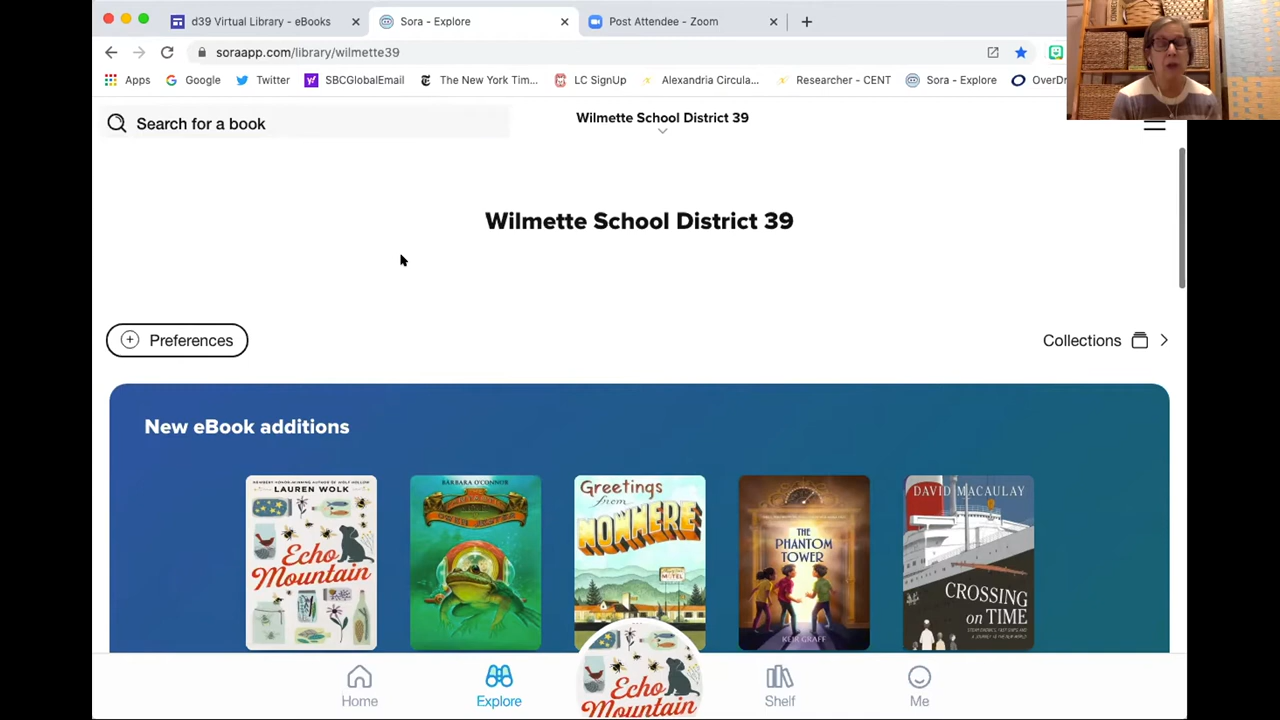 d39 Virtual Library - eBooks
Sora - Explore
Post Attendee - Zoom
soraapp.com/library/wilmette39
Apps
Google
Twitter
SBCGlobalEmail
The New York Tim...
LC SignUp
Alexandria Circula...
Researcher - CENT
Sora - Explore
OverDr
Search for a book
Wilmette School District 39
Wilmette School District 39
Preferences
Collections
New eBook additions
LAUREN WOLK
Echo
Mountain
BARBARA O'CONNOR
Greetings
from
NOWHERE
MOTEL
THE
PHANTOM
TOWER
KEIR GRAFF
DAVID MACAULAY
CROSSING
on TIME
Home
Explore
Echo
Mountain
Shelf
Me